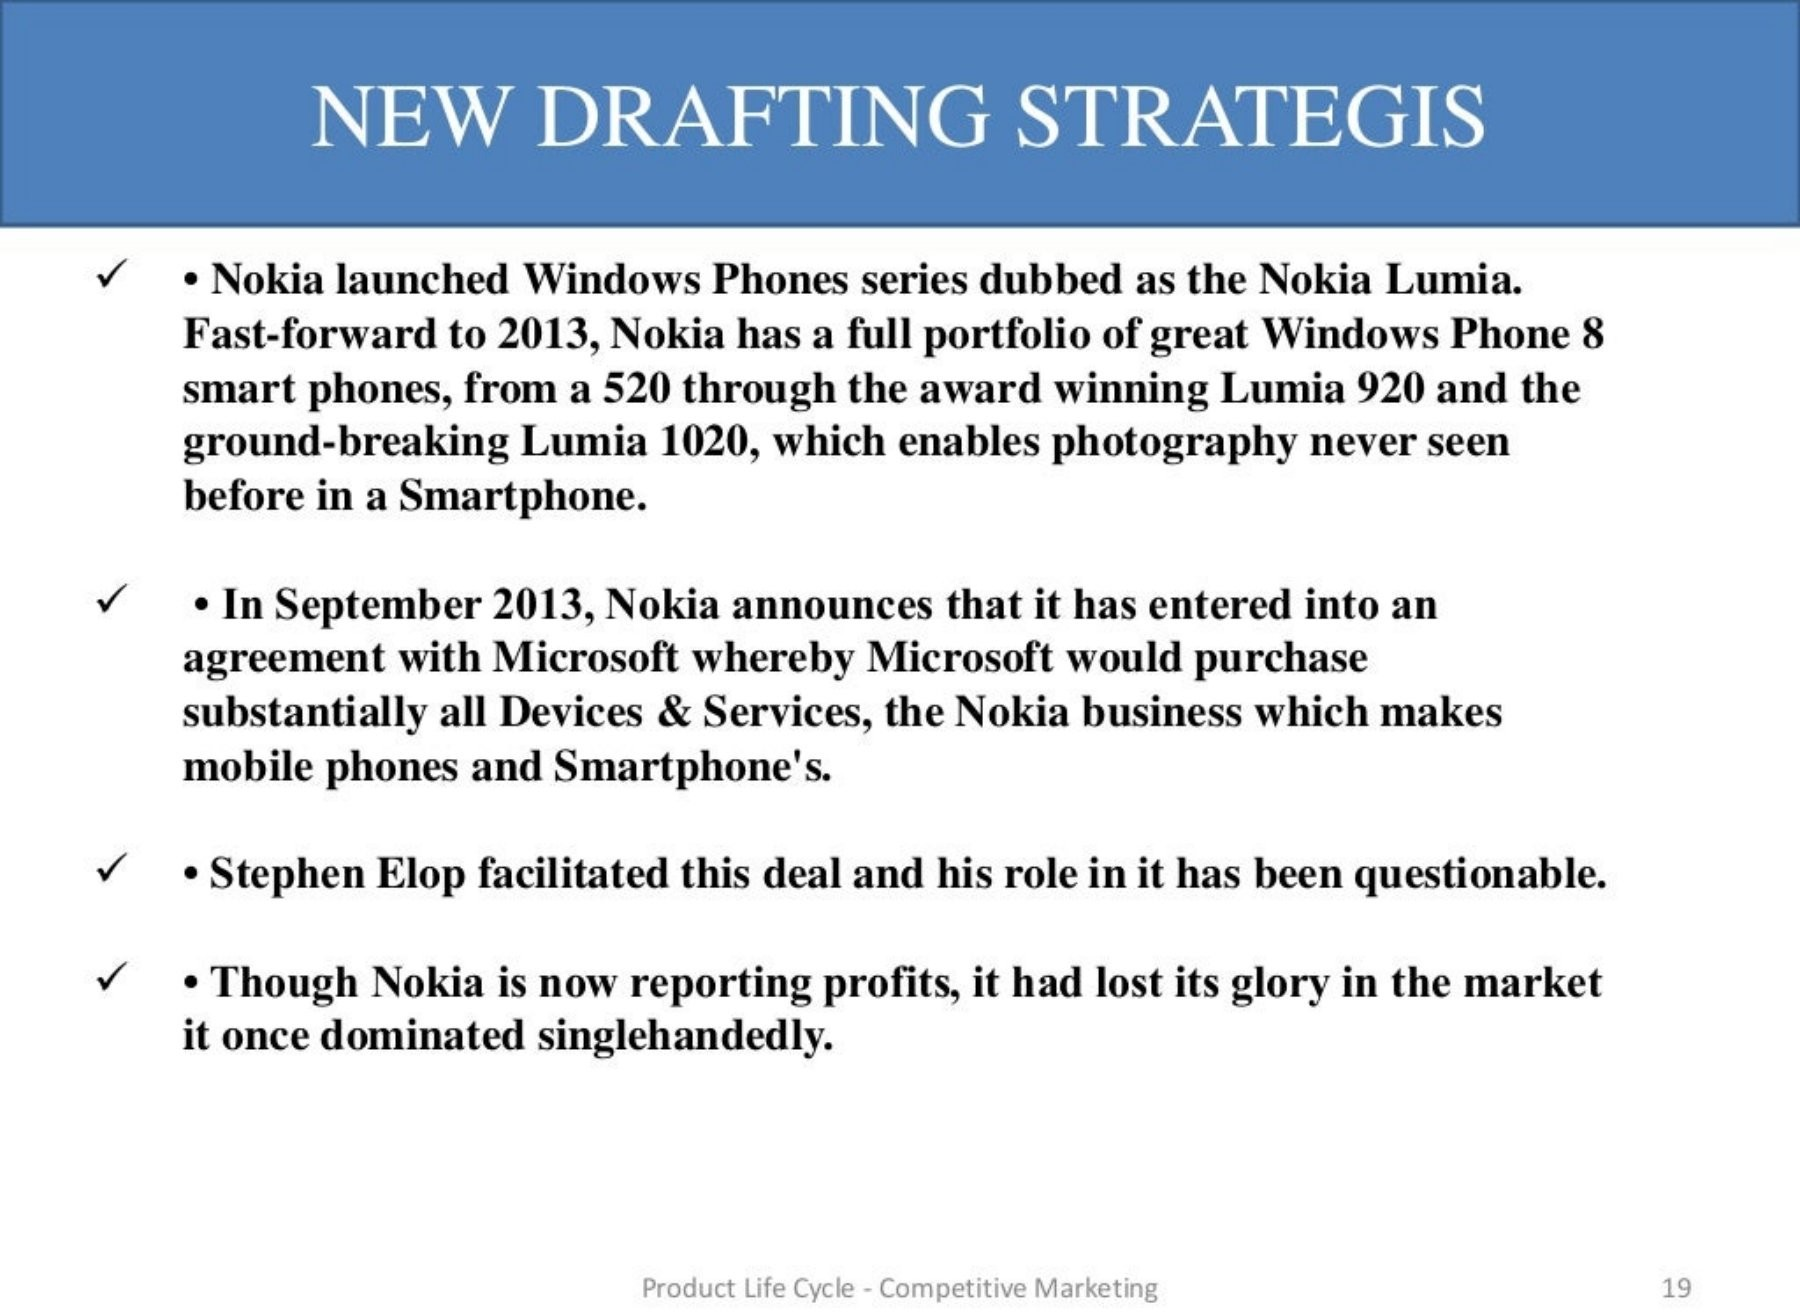 NEW DRAFTING STRATEGIS
✓ • Nokia launched Windows Phones series dubbed as the Nokia Lumia.
Fast-forward to 2013, Nokia has a full portfolio of great Windows Phone 8
smart phones, from a 520 through the award winning Lumia 920 and the
ground-breaking Lumia 1020, which enables photography never seen
before in a Smartphone.
✓ • In September 2013, Nokia announces that it has entered into an
agreement with Microsoft whereby Microsoft would purchase
substantially all Devices & Services, the Nokia business which makes
mobile phones and Smartphone's.
✓ • Stephen Elop facilitated this deal and his role in it has been questionable.
✓ • Though Nokia is now reporting profits, it had lost its glory in the market
it once dominated singlehandedly.
Product Life Cycle - Competitive Marketing
19